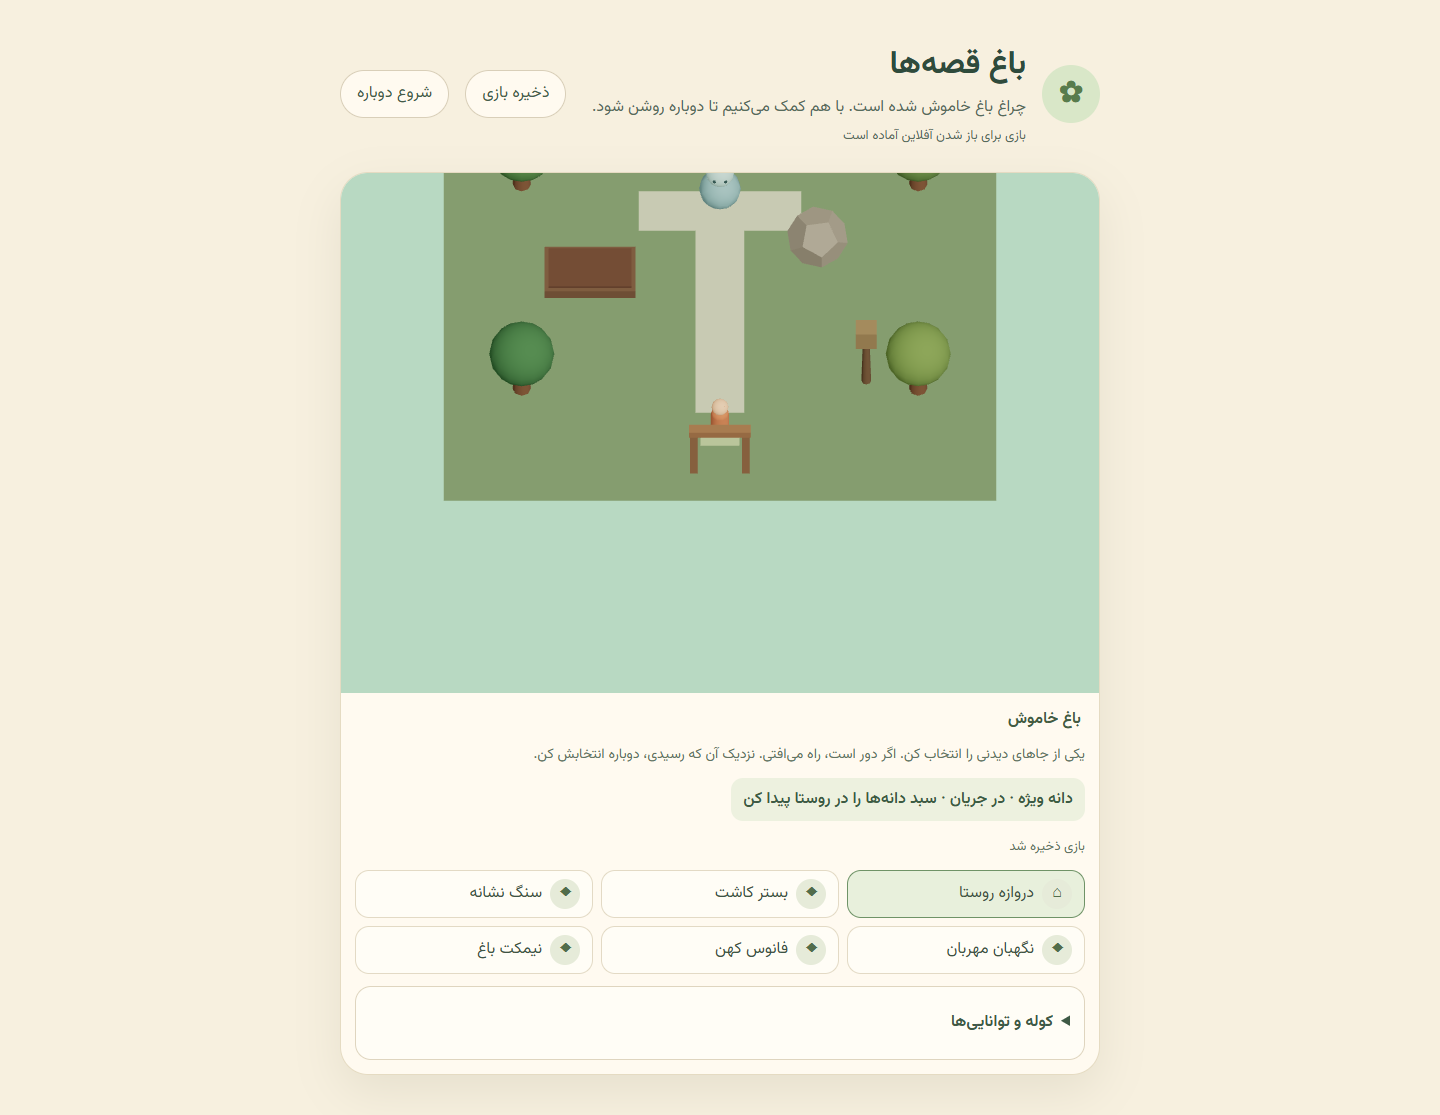 باغ قصه‌ها
چراغ باغ خاموش شده است. با هم کمک می‌کنیم تا دوباره روشن شود.
بازی برای باز شدن آفلاین آماده است
ذخیره بازی
شروع دوباره
باغ خاموش
یکی از جاهای دیدنی را انتخاب کن. اگر دور است، راه می‌افتی. نزدیک آن که رسیدی، دوباره انتخابش کن.
دانه ویژه · در جریان · سبد دانه‌ها را در روستا پیدا کن
بازی ذخیره شد
دروازه روستا
بستر کاشت
سنگ نشانه
نگهبان مهربان
فانوس کهن
نیمکت باغ
کوله و توانایی‌ها